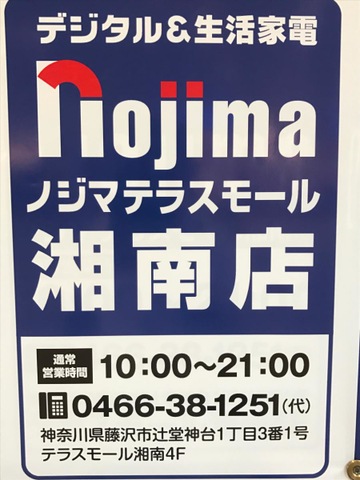 デジタル&生活家電
nojima
ノジマテラスモール
湘南店
通常
営業時間 10:00~21:00
0466-38-1251(代)
神奈川県藤沢市辻堂神台1丁目3番1号
テラスモール湘南4F